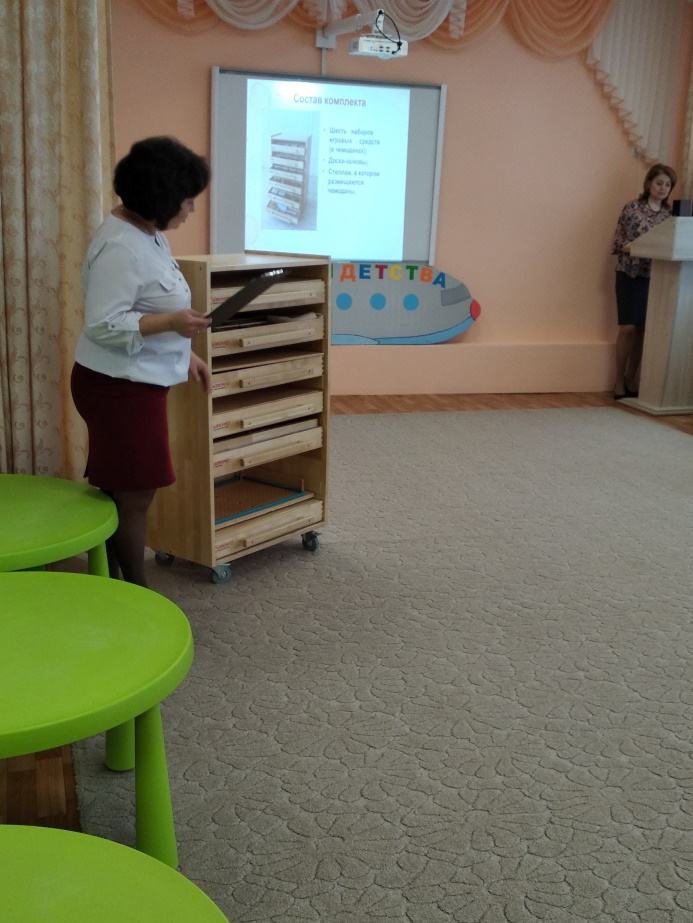 Состав комплекта
• Шесть наборов
игровых средств
(в чемоданах);
• Доски-основы;
• Стеллаж, в котором
размещаются
чемоданы.
ДЕТСТВА